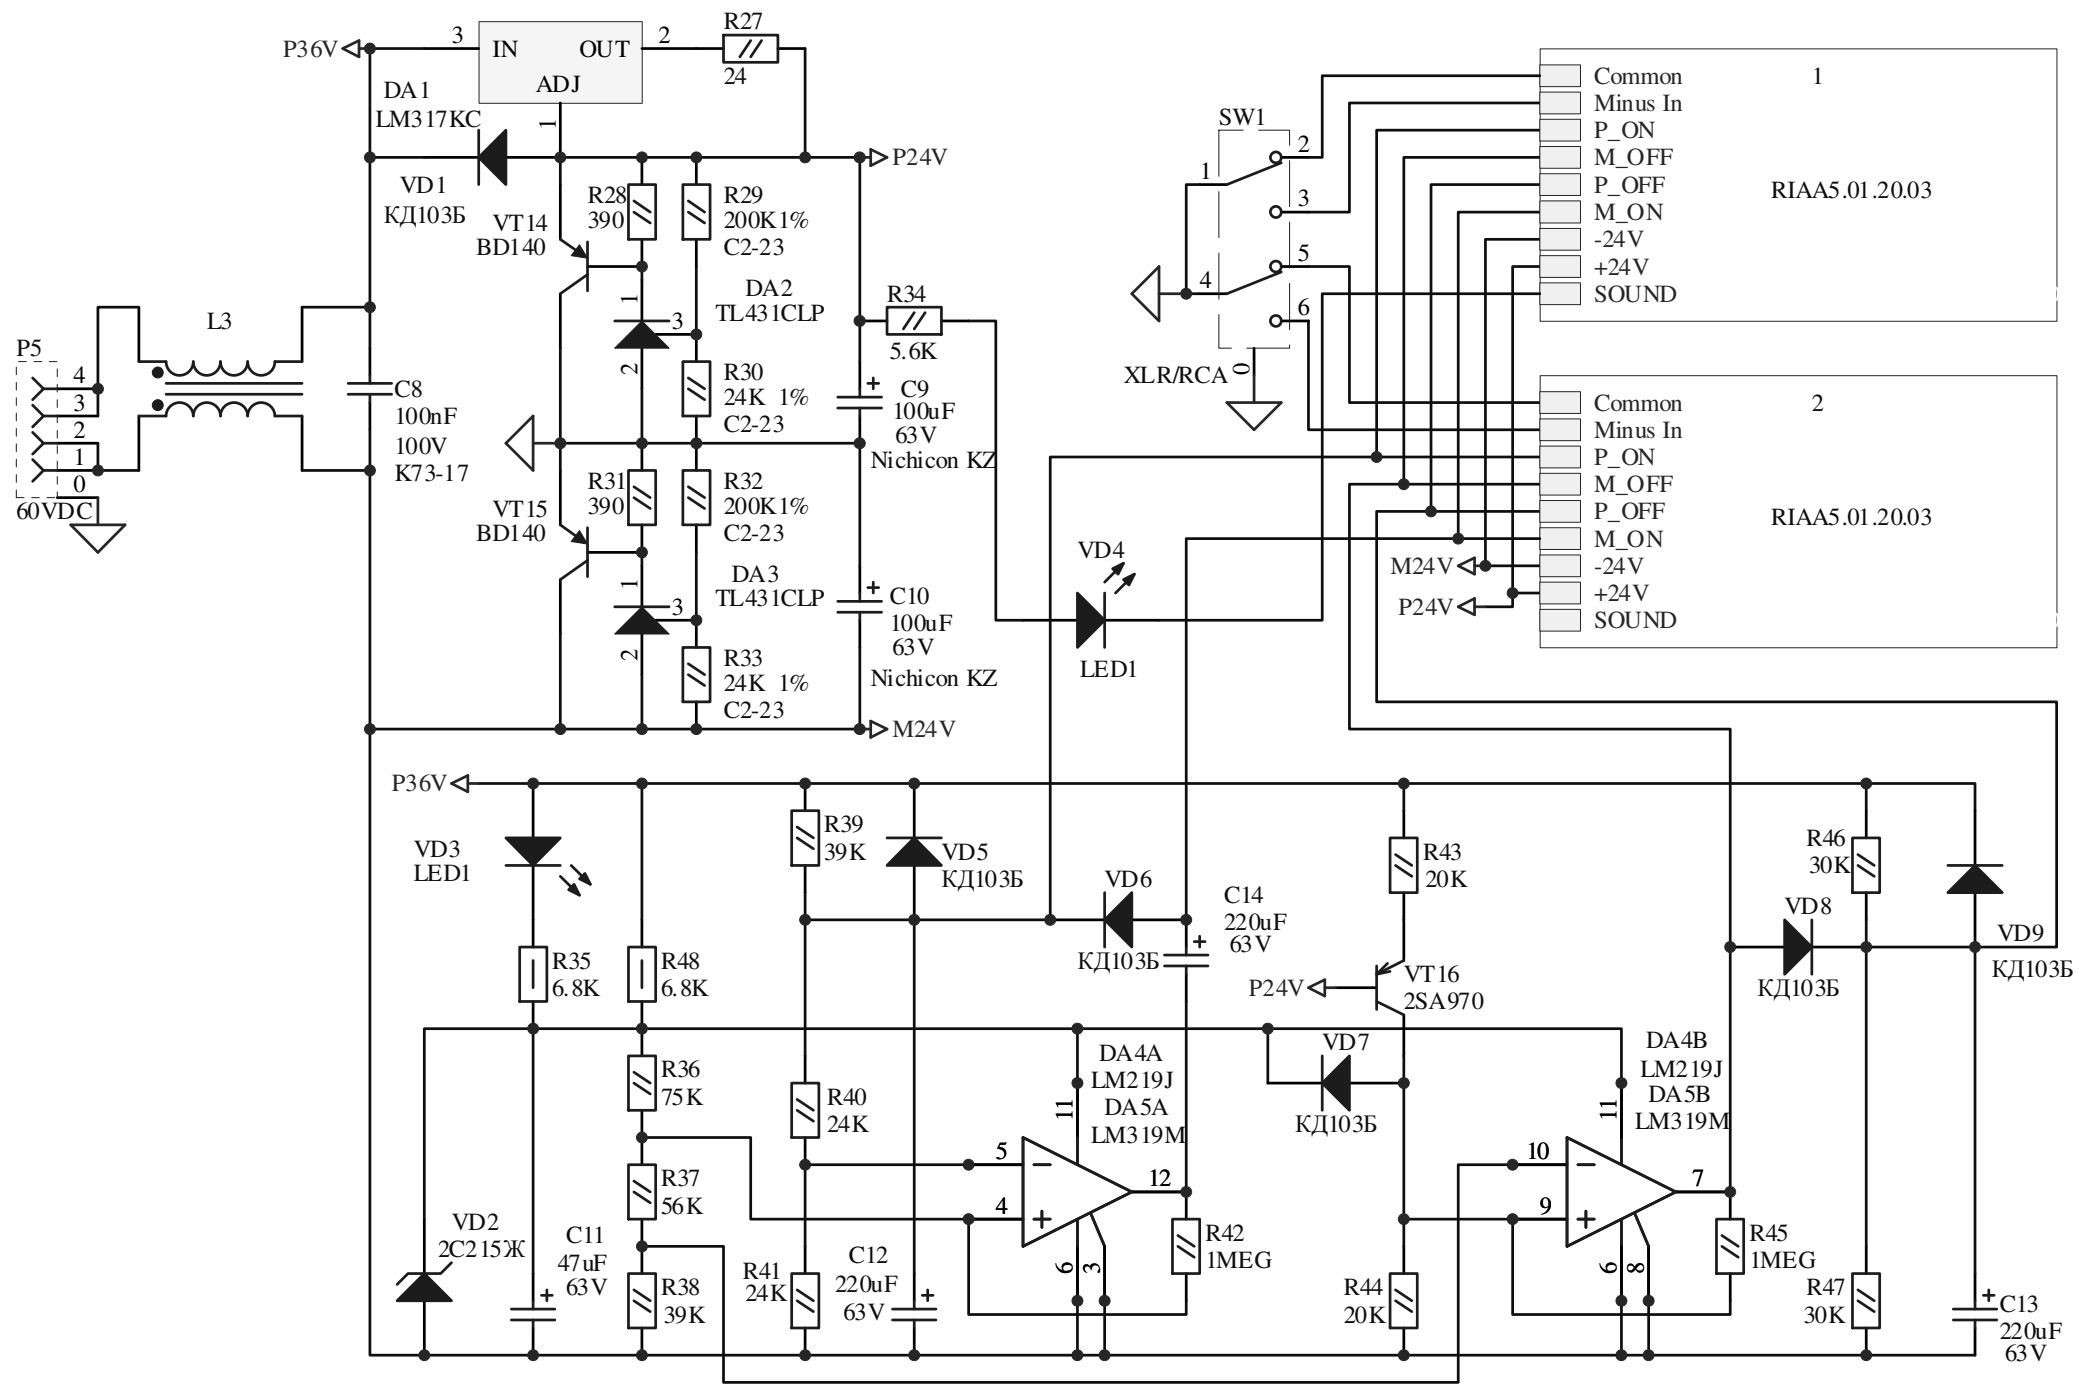 P36V
3
IN
OUT
2
R27
24
ADJ
1
DA1
LM317KC
VD1
КД103Б
P24V
R28
390
R29
200K1%
C2-23
VT14
BD140
DA2
TL431CLP
1
3
2
R30
24K 1%
C2-23
R34
5.6K
C9
100uF
63V
Nichicon KZ
L3
P5
4
3
2
1
0
60VDC
C8
100nF
100V
K73-17
R31
390
R32
200K1%
C2-23
VT15
BD140
DA3
TL431CLP
1
3
2
R33
24K 1%
C2-23
C10
100uF
63V
Nichicon KZ
M24V
SW1
1
2
3
4
5
6
0
XLR/RCA
VD4
LED1
Common
Minus In
P_ON
M_OFF
P_OFF
M_ON
-24V
+24V
SOUND
1
RIAA5.01.20.03
Common
Minus In
P_ON
M_OFF
P_OFF
M_ON
-24V
+24V
SOUND
2
RIAA5.01.20.03
M24V
P24V
P36V
VD3
LED1
R35
6.8K
R48
6.8K
R39
39K
VD5
КД103Б
VD6
КД103Б
C14
220uF
63V
R43
20K
VT16
2SA970
P24V
VD7
КД103Б
R46
30K
VD8
КД103Б
VD9
КД103Б
R36
75K
R37
56K
R38
39K
R40
24K
R41
24K
VD2
2С215Ж
C11
47uF
63V
C12
220uF
63V
DA4A
LM219J
DA5A
LM319M
11
5
4
12
6
3
R42
1MEG
DA4B
LM219J
DA5B
LM319M
11
10
9
7
6
8
R44
20K
R45
1MEG
R47
30K
C13
220uF
63V